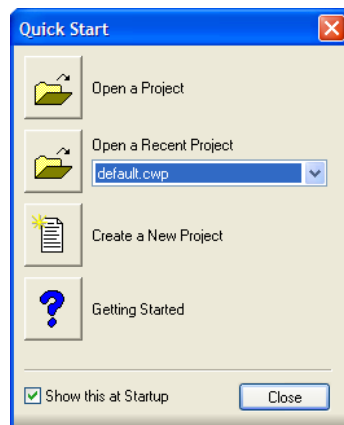 Quick Start
Open a Project
Open a Recent Project
default.cwp
Create a New Project
Getting Started
Show this at Startup
Close